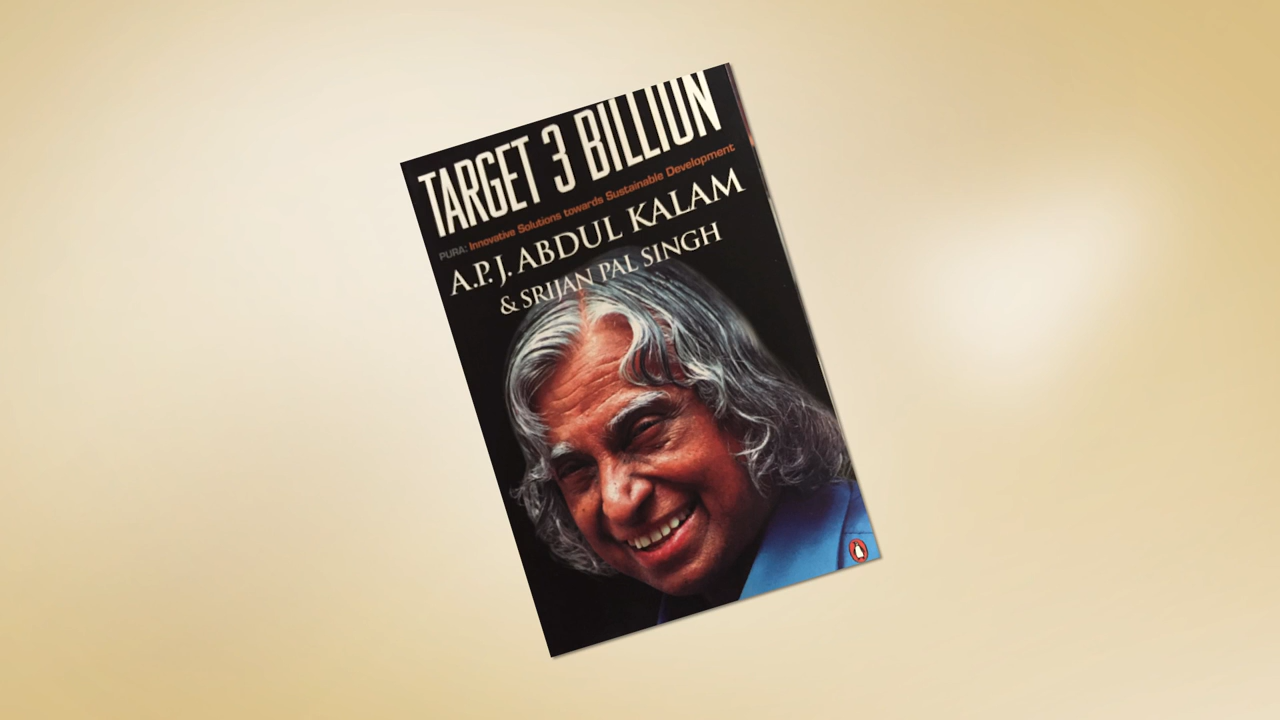 TARGET 3 BILLION
PURA: Innovative Solutions towards Sustainable Development
A.P.J. ABDUL KALAM
& SRIJAN PAL SINGH